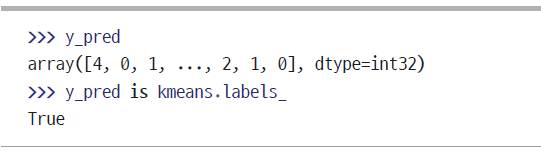 >>> y_pred
array([4, 0, 1, ..., 2, 1, 0], dtype=int32)
>>> y_pred is kmeans.labels_
True